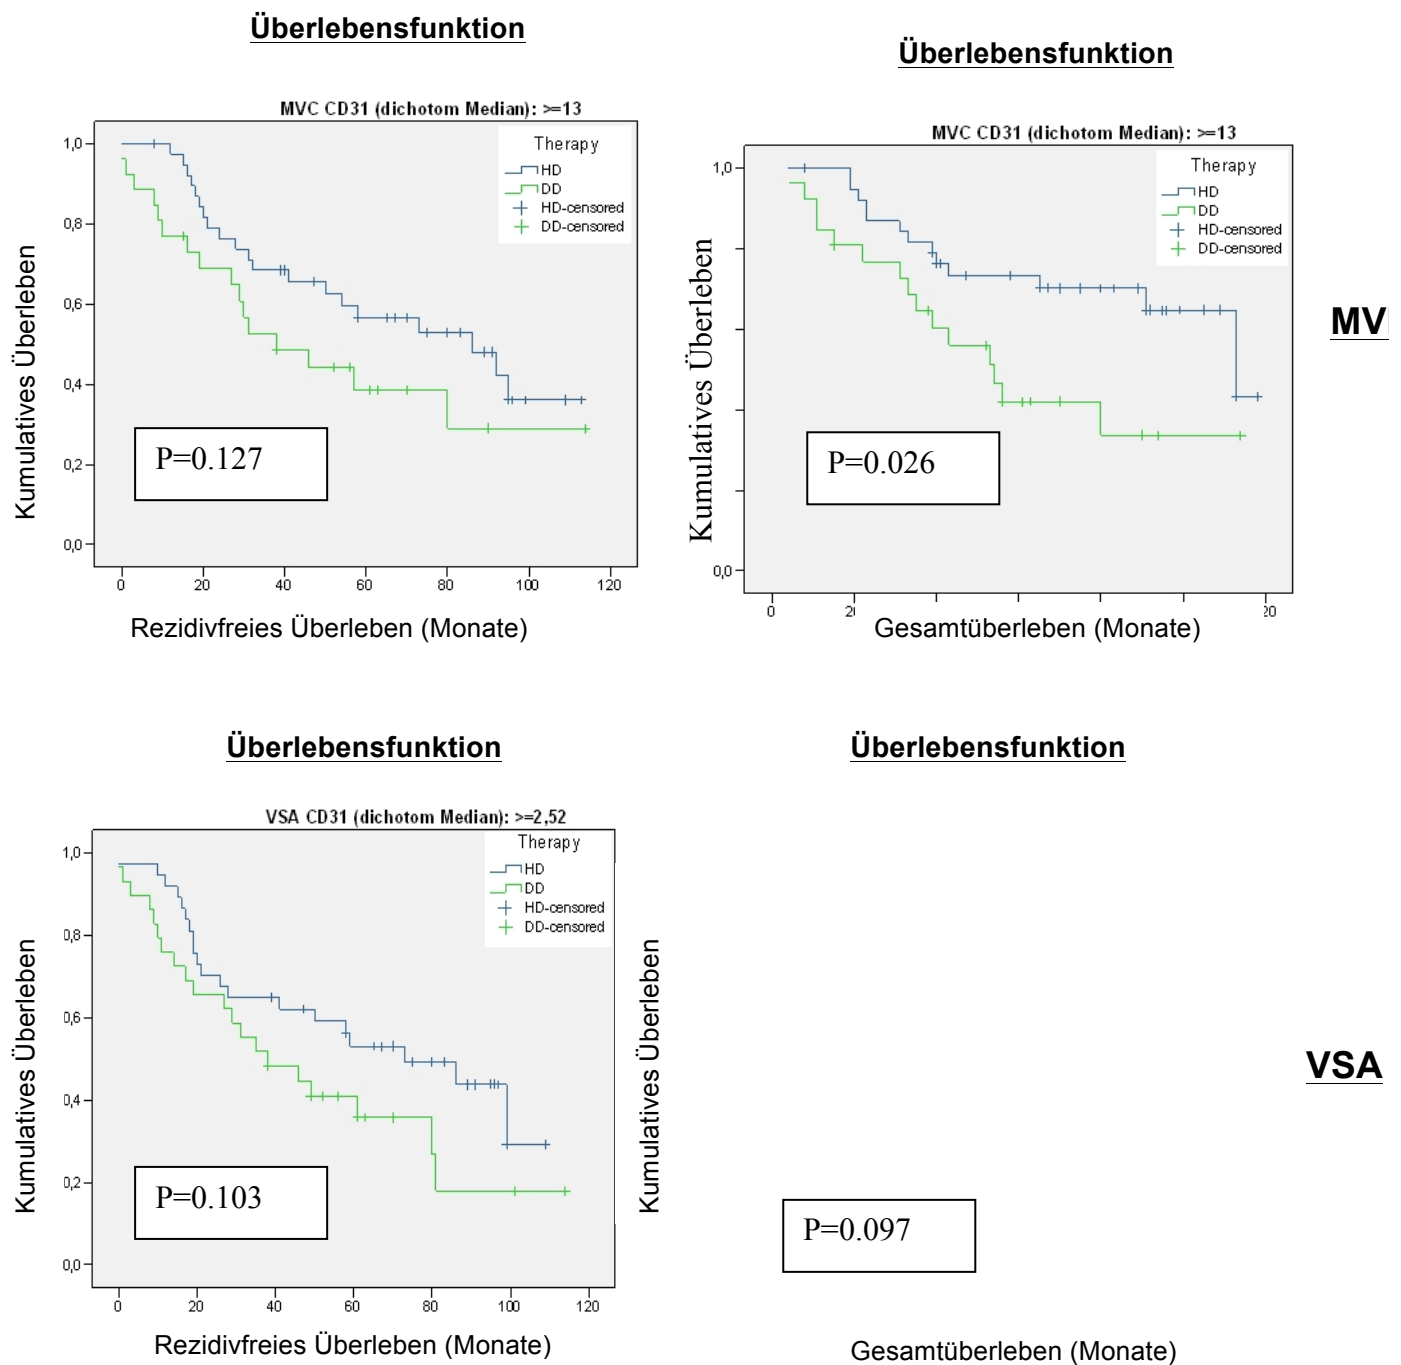 Überlebensfunktion
MVC CD31 (dichotom Median): >=13
Therapy
HD
DD
HD-censored
DD-censored
1,0
0,8
0,6
0,4
0,2
0,0
Kumulatives Überleben
P=0.127
0 20 40 60 80 100 120
Rezidivfreies Überleben (Monate)
Überlebensfunktion
MVC CD31 (dichotom Median): >=13
Therapy
HD
DD
HD-censored
DD-censored
1,0
0,0
Kumulatives Überleben
P=0.026
0 2 20
Gesamtüberleben (Monate)
MV
Überlebensfunktion
VSA CD31 (dichotom Median): >=2,52
Therapy
HD
DD
HD-censored
DD-censored
1,0
0,8
0,6
0,4
0,2
0,0
Kumulatives Überleben
P=0.103
0 20 40 60 80 100 120
Rezidivfreies Überleben (Monate)
Überlebensfunktion
Kumulatives Überleben
P=0.097
Gesamtüberleben (Monate)
VSA